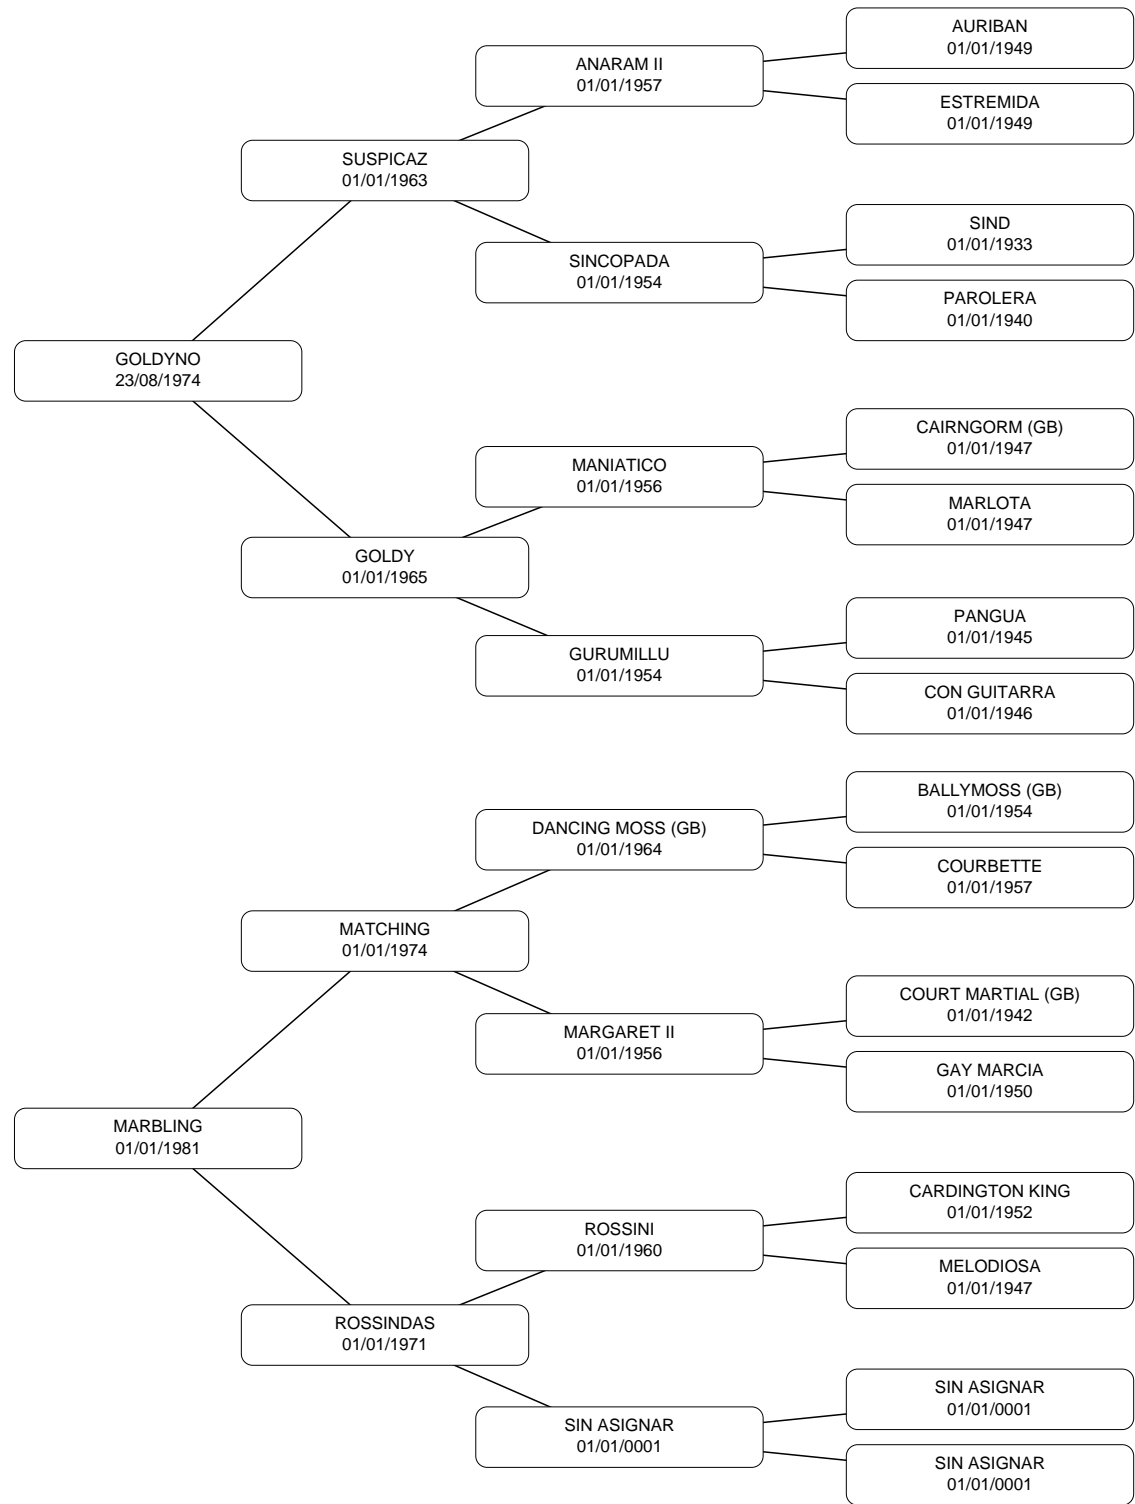 AURIBAN
01/01/1949
ANARAM II
01/01/1957
ESTREMIDA
01/01/1949
SUSPICAZ
01/01/1963
SIND
01/01/1933
SINCOPADA
01/01/1954
PAROLERA
01/01/1940
GOLDYNO
23/08/1974
CAIRNGORM (GB)
01/01/1947
MANIATICO
01/01/1956
MARLOTA
01/01/1947
GOLDY
01/01/1965
PANGUA
01/01/1945
GURUMILLU
01/01/1954
CON GUITARRA
01/01/1946
BALLYMOSS (GB)
01/01/1954
DANCING MOSS (GB)
01/01/1964
COURBETTE
01/01/1957
MATCHING
01/01/1974
COURT MARTIAL (GB)
01/01/1942
MARGARET II
01/01/1956
GAY MARCIA
01/01/1950
MARBLING
01/01/1981
CARDINGTON KING
01/01/1952
ROSSINI
01/01/1960
MELODIOSA
01/01/1947
ROSSINDAS
01/01/1971
SIN ASIGNAR
01/01/0001
SIN ASIGNAR
01/01/0001
SIN ASIGNAR
01/01/0001